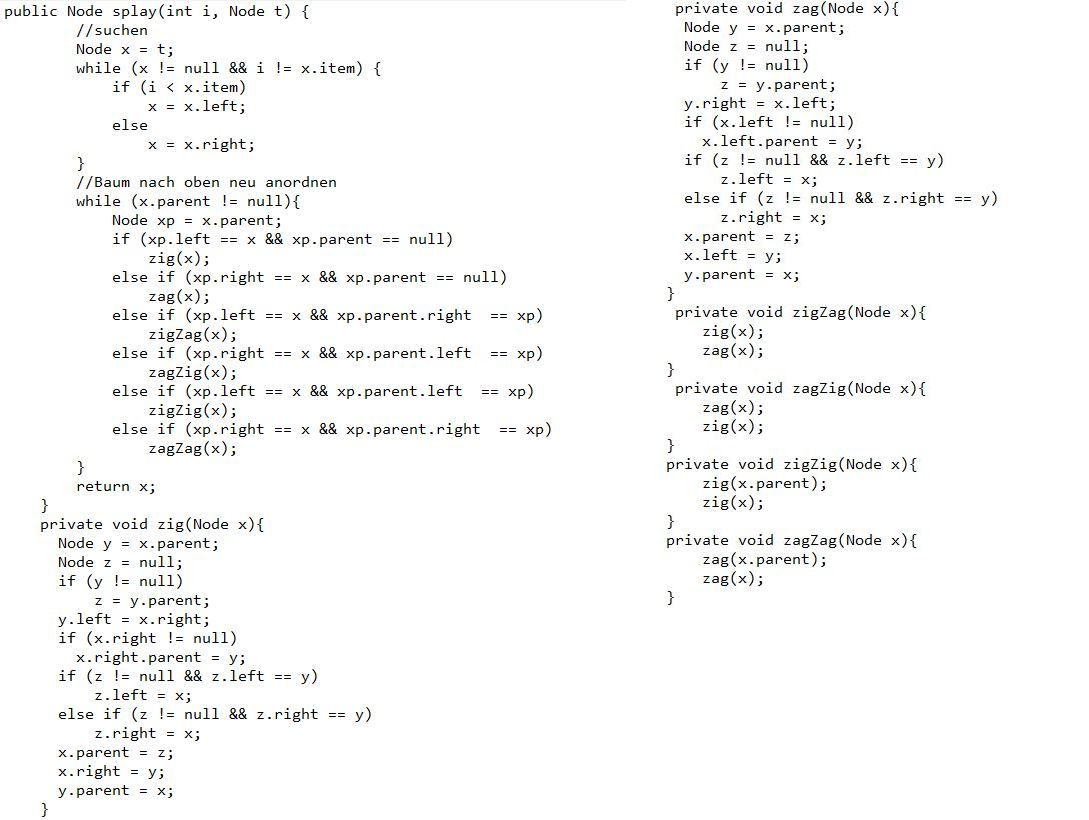 public Node splay(int i, Node t) {
        //suchen
        Node x = t;
        while (x != null && i != x.item) {
            if (i < x.item)
                x = x.left;
            else
                x = x.right;
        }
        //Baum nach oben neu anordnen
        while (x.parent != null){
            Node xp = x.parent;
            if (xp.left == x && xp.parent == null)
                zig(x);
            else if (xp.right == x && xp.parent == null)
                zag(x);
            else if (xp.left == x && xp.parent.right  == xp)
                zigZag(x);
            else if (xp.right == x && xp.parent.left  == xp)
                zagZig(x);
            else if (xp.left == x && xp.parent.left  == xp)
                zigZig(x);
            else if (xp.right == x && xp.parent.right  == xp)
                zagZag(x);
        }
        return x;
    }
    private void zig(Node x){
      Node y = x.parent;
      Node z = null;
      if (y != null)
          z = y.parent;
      y.left = x.right;
      if (x.right != null)
        x.right.parent = y;
      if (z != null && z.left == y)
          z.left = x;
      else if (z != null && z.right == y)
          z.right = x;
      x.parent = z;
      x.right = y;
      y.parent = x;
    }
 private void zag(Node x){
  Node y = x.parent;
  Node z = null;
  if (y != null)
      z = y.parent;
  y.right = x.left;
  if (x.left != null)
    x.left.parent = y;
  if (z != null && z.left == y)
      z.left = x;
  else if (z != null && z.right == y)
      z.right = x;
  x.parent = z;
  x.left = y;
  y.parent = x;
}
 private void zigZag(Node x){
    zig(x);
    zag(x);
}
 private void zagZig(Node x){
    zag(x);
    zig(x);
}
private void zigZig(Node x){
    zig(x.parent);
    zig(x);
}
private void zagZag(Node x){
    zag(x.parent);
    zag(x);
}